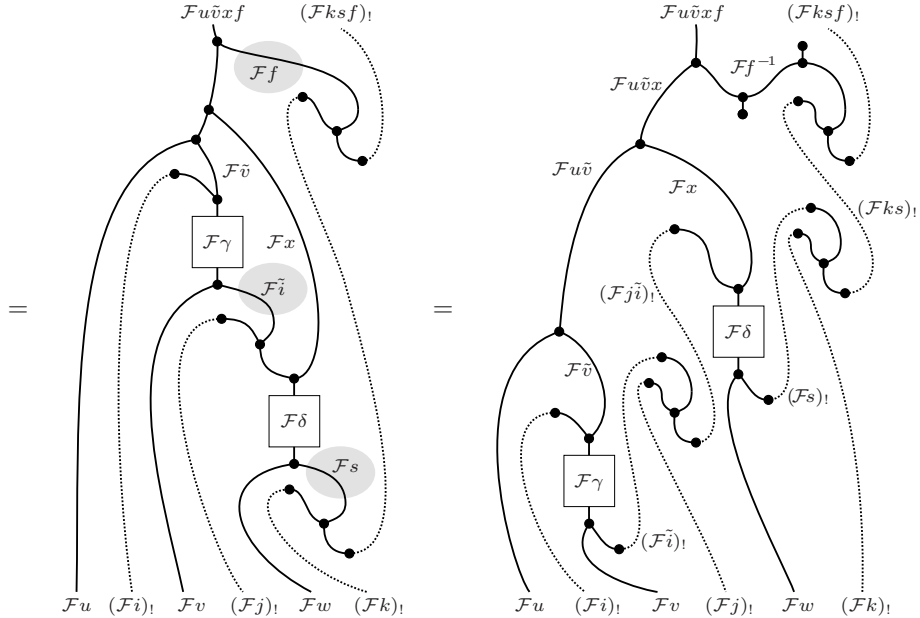 ℱuṽxf (ℱksf)! ℱuṽxf (ℱksf)!
ℱf ℱf⁻¹
ℱuṽx
ℱṽ ℱuṽ ℱx
(ℱks)!
ℱγ ℱx
ℱĩ (ℱjĩ)!
= =
ℱδ
ℱṽ
ℱδ (ℱs)!
ℱs
ℱγ
(ℱĩ)!
ℱu (ℱi)! ℱv (ℱj)! ℱw (ℱk)! ℱu (ℱi)! ℱv (ℱj)! ℱw (ℱk)!